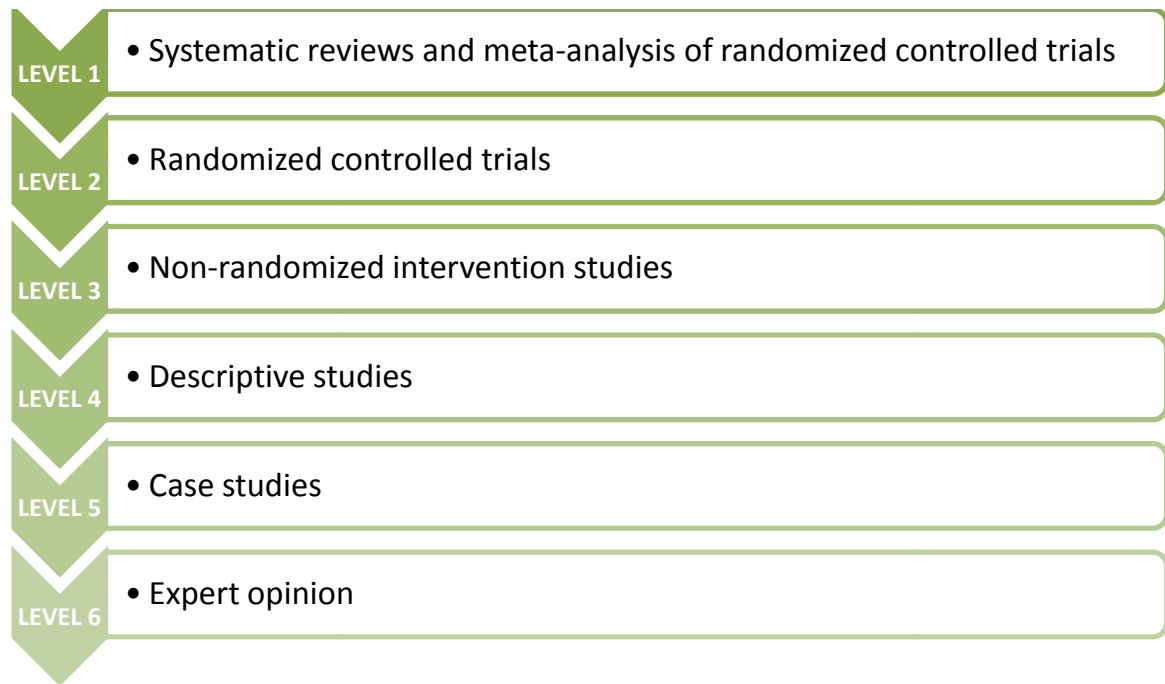 LEVEL 1
• Systematic reviews and meta-analysis of randomized controlled trials
LEVEL 2
• Randomized controlled trials
LEVEL 3
• Non-randomized intervention studies
LEVEL 4
• Descriptive studies
LEVEL 5
• Case studies
LEVEL 6
• Expert opinion